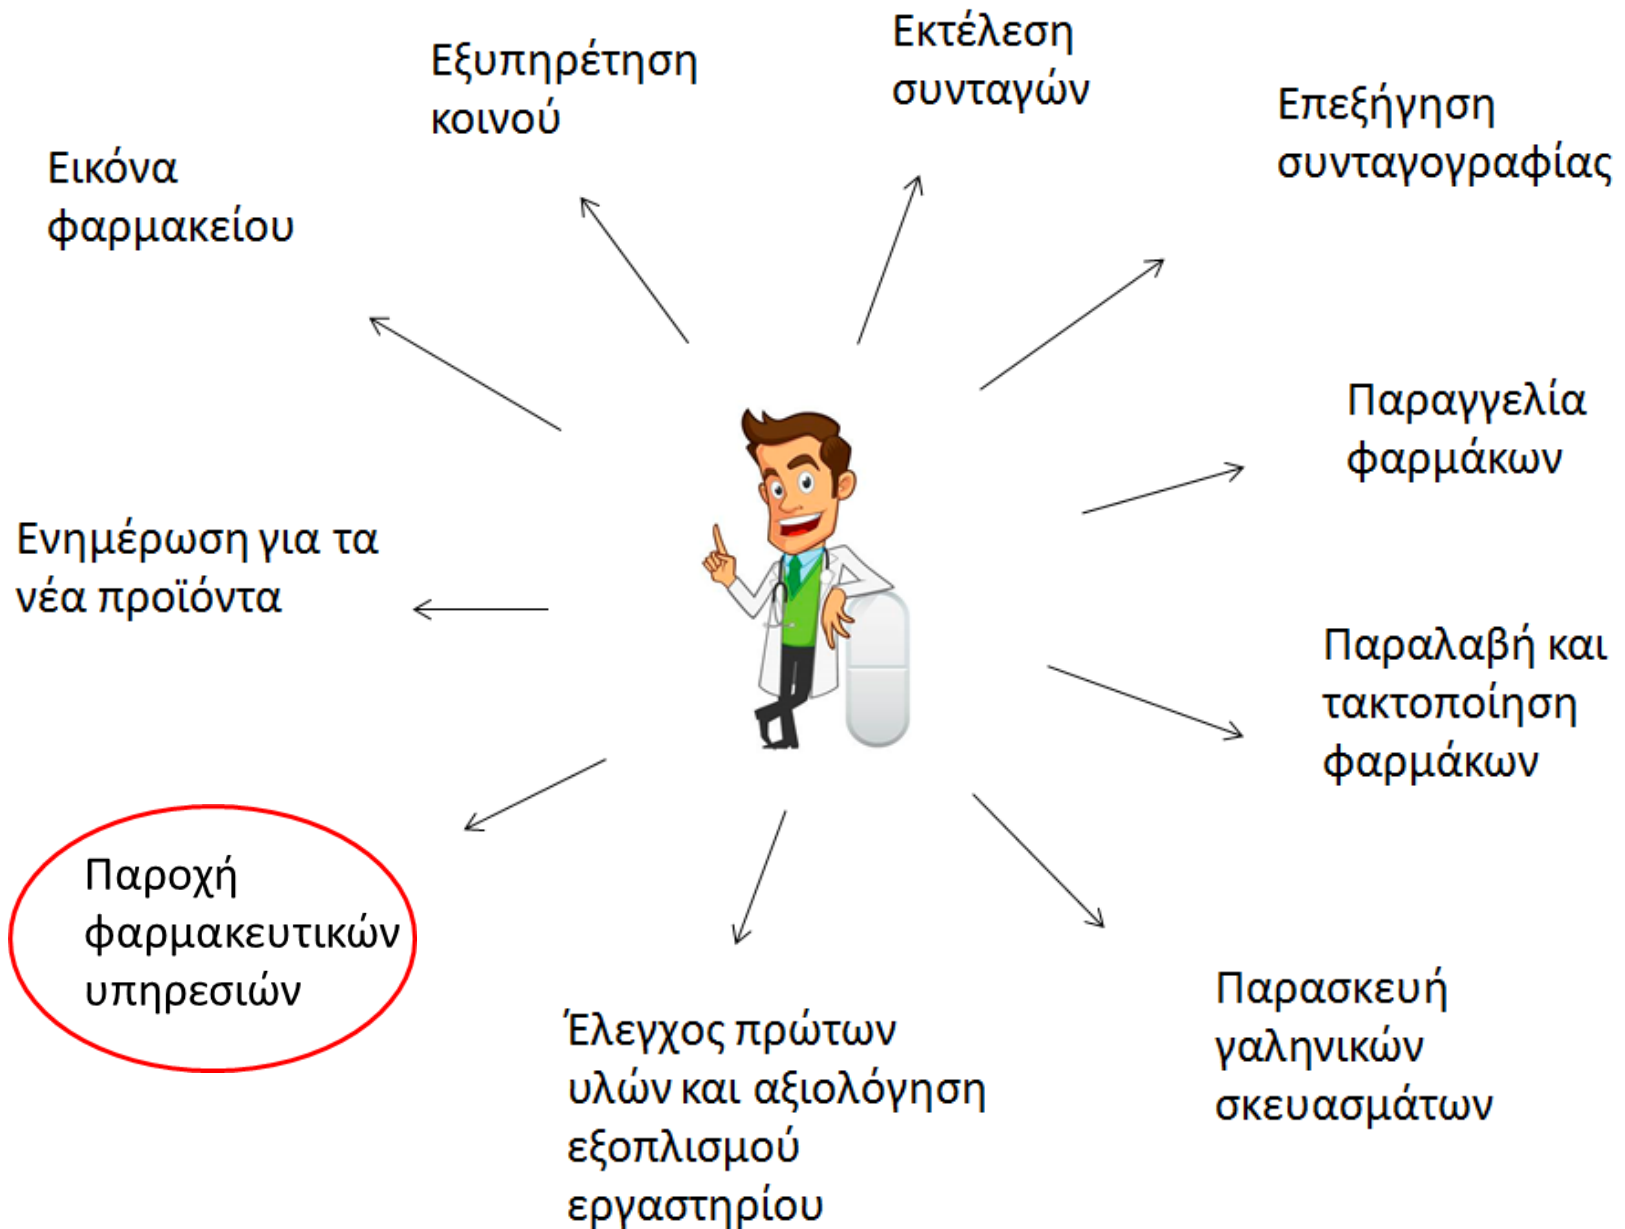 Εκτέλεση
συνταγών
Εξυπηρέτηση
κοινού
Επεξήγηση
συνταγογραφίας
Εικόνα
φαρμακείου
Παραγγελία
φαρμάκων
Ενημέρωση για τα
νέα προϊόντα
Παραλαβή και
τακτοποίηση
φαρμάκων
Παροχή
φαρμακευτικών
υπηρεσιών
Παρασκευή
γαληνικών
σκευασμάτων
Έλεγχος πρώτων
υλών και αξιολόγηση
εξοπλισμού
εργαστηρίου